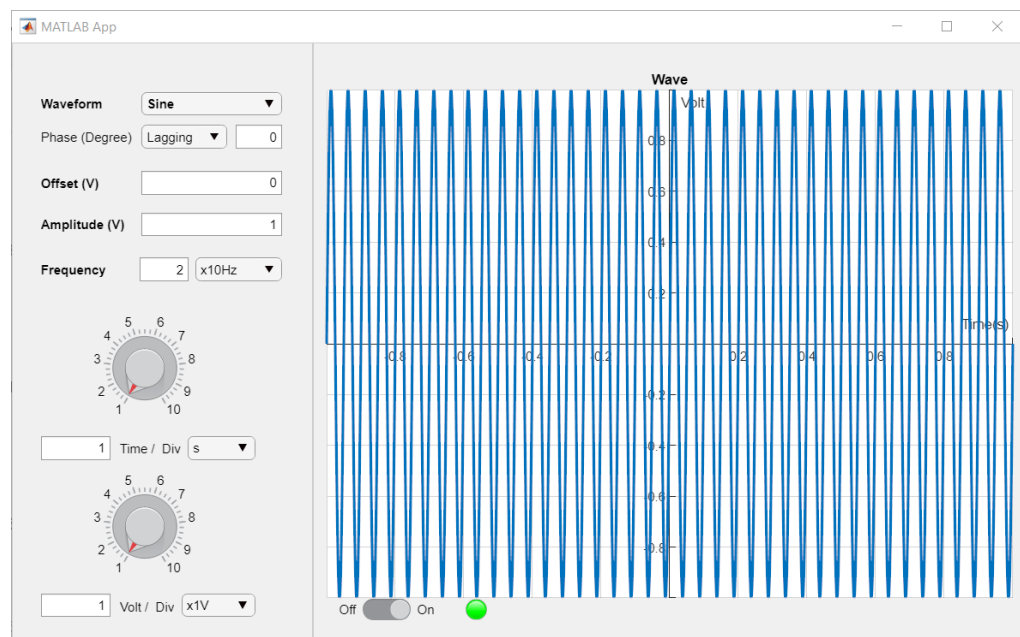 MATLAB App
Waveform Sine
Phase (Degree) Lagging 0
Offset (V) 0
Amplitude (V) 1
Frequency 2 x10Hz
1 2 3 4 5 6 7 8 9 10
1 Time / Div s
1 2 3 4 5 6 7 8 9 10
1 Volt / Div x1V
Wave
Volt
0.8
0.6
0.4
0.2
Time(s)
-0.8 -0.6 -0.4 -0.2 0.2 0.4 0.6 0.8
-0.2
-0.4
-0.6
-0.8
Off On